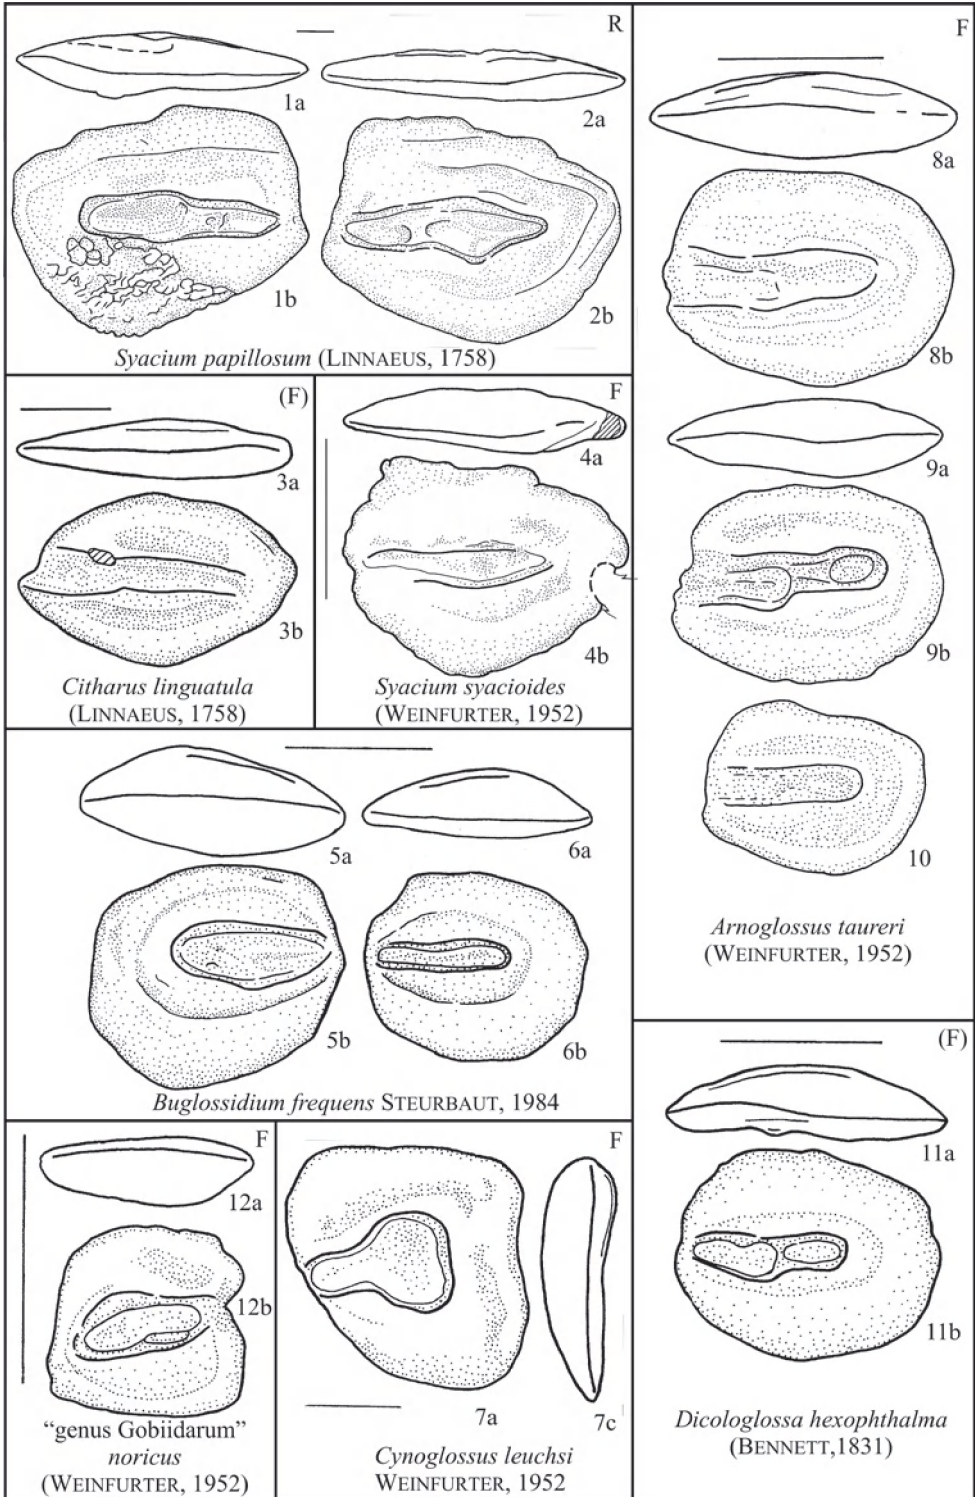 R
1a
2a
1b
2b
Syacium papillosum (LINNAEUS, 1758)
(F)
3a
3b
Citharus linguatula
(LINNAEUS, 1758)
F
4a
4b
Syacium syacioides
(WEINFURTER, 1952)
5a
6a
5b
6b
Buglossidium frequens STEURBAUT, 1984
F
12a
12b
“genus Gobiidarum”
noricus
(WEINFURTER, 1952)
F
7a
7c
Cynoglossus leuchsi
WEINFURTER, 1952
F
8a
8b
9a
9b
10
Arnoglossus taureri
(WEINFURTER, 1952)
(F)
11a
11b
Dicologlossa hexophthalma
(BENNETT,1831)